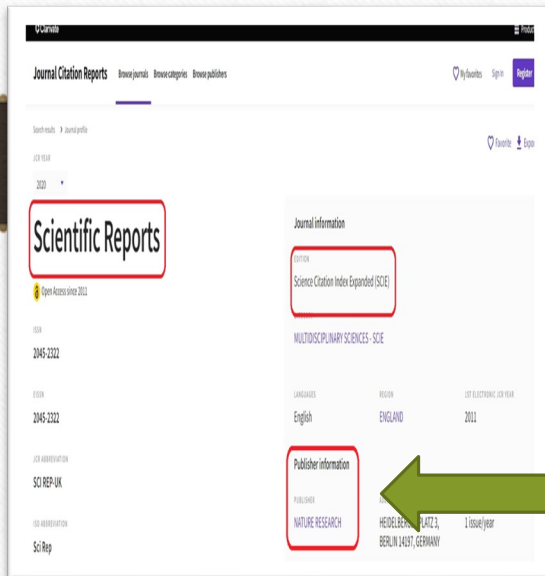 Clarivate
Journal Citation Reports Browse journals Browse categories Browse publishers My favorites Sign In Register
Search results > Journal profile
Favorite
JCR YEAR
2020
Scientific Reports
Open Access since 2011
ISSN
2045-2322
EISSN
2045-2322
JCR ABBREVIATION
SCI REP-UK
ISO ABBREVIATION
Sci Rep
Journal information
EDITION
Science Citation Index Expanded (SCIE)
MULTIDISCIPLINARY SCIENCES - SCIE
LANGUAGES REGION 1ST ELECTRONIC JCR YEAR
English ENGLAND 2011
Publisher information
PUBLISHER
NATURE RESEARCH
PLATZ 3,
BERLIN 14197, GERMANY
1 issue/year